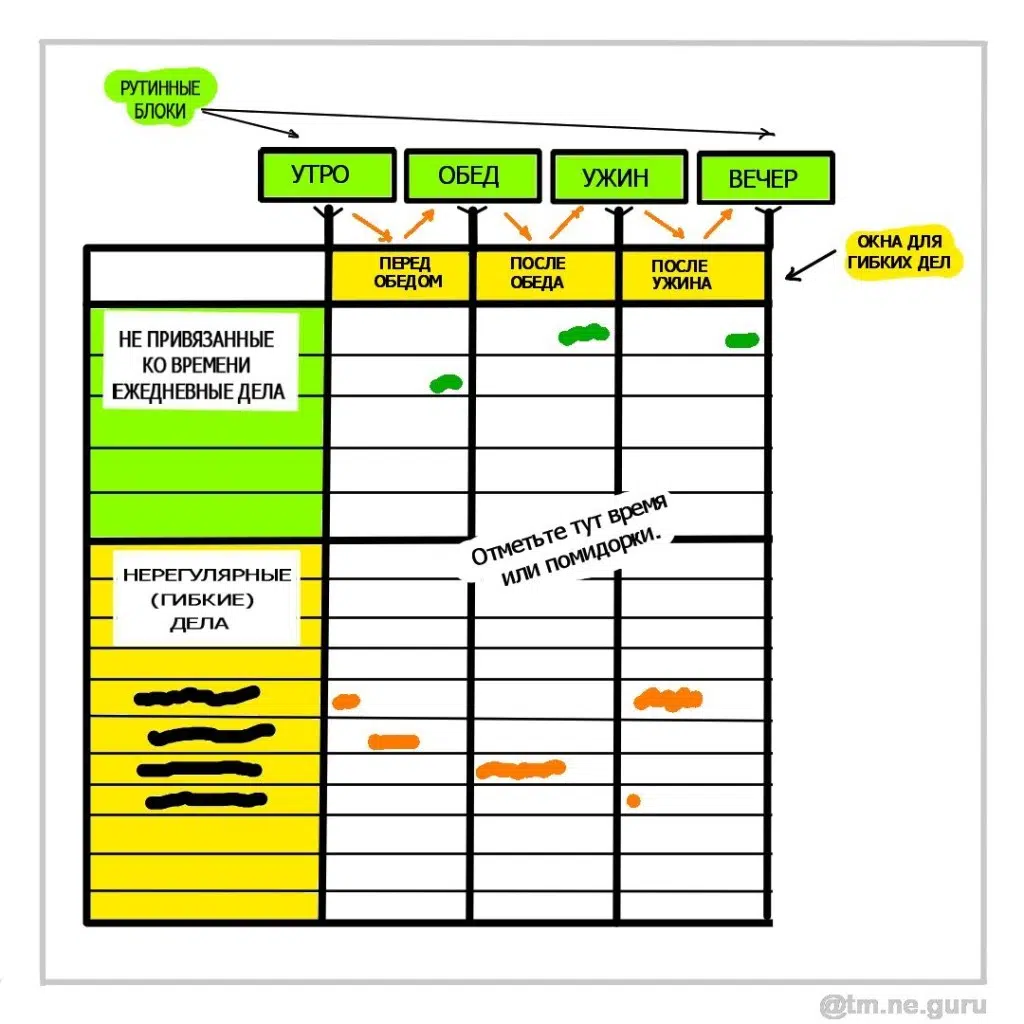 РУТИННЫЕ
БЛОКИ
УТРО
ОБЕД
УЖИН
ВЕЧЕР
ОКНА ДЛЯ
ГИБКИХ ДЕЛ
ПЕРЕД
ОБЕДОМ
ПОСЛЕ
ОБЕДА
ПОСЛЕ
УЖИНА
НЕ ПРИВЯЗАННЫЕ
КО ВРЕМЕНИ
ЕЖЕДНЕВНЫЕ ДЕЛА
Отметьте тут время
или помидорки.
НЕРЕГУЛЯРНЫЕ
(ГИБКИЕ)
ДЕЛА
@tm.ne.guru